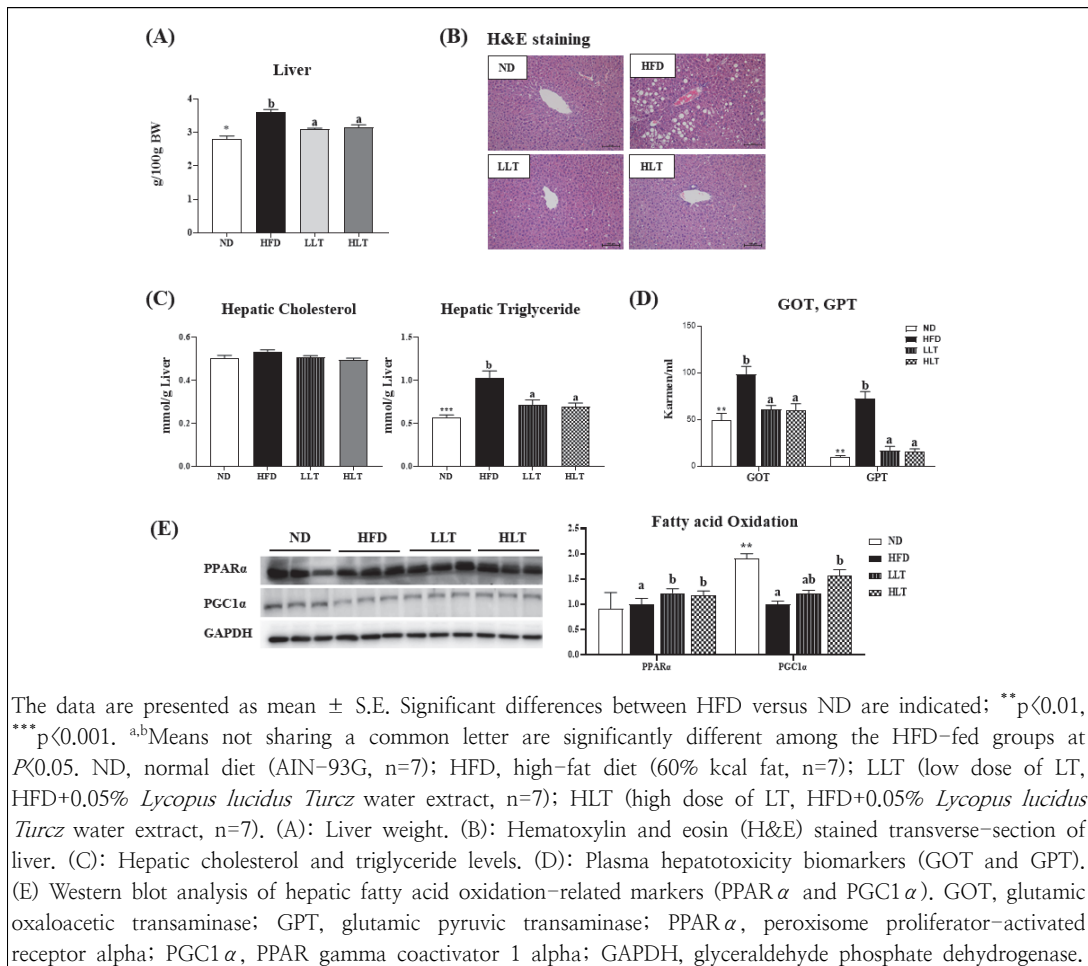 (A)
Liver
g/100g BW
4
3
2
1
0
*
b
a
a
ND HFD LLT HLT
(B) H&E staining
ND
HFD
LLT
HLT
(C)
Hepatic Cholesterol
mmol/g Liver
0.6
0.4
0.2
0.0
ND HFD LLT HLT
Hepatic Triglyceride
mmol/g Liver
1.5
1.0
0.5
0.0
***
b
a
a
ND HFD LLT HLT
(D)
GOT, GPT
Karmen/ml
150
100
50
0
**
b
a
a
**
b
a
a
GOT GPT
ND
HFD
LLT
HLT
(E)
ND HFD LLT HLT
PPARα
PGC1α
GAPDH
Fatty acid Oxidation
2.5
2.0
1.5
1.0
0.5
0.0
a
b
b
**
a
ab
b
PPARα PGC1α
ND
HFD
LLT
HLT
The data are presented as mean ± S.E. Significant differences between HFD versus ND are indicated; **p<0.01,
***p<0.001. a,bMeans not sharing a common letter are significantly different among the HFD-fed groups at
P<0.05. ND, normal diet (AIN-93G, n=7); HFD, high-fat diet (60% kcal fat, n=7); LLT (low dose of LT,
HFD+0.05% Lycopus lucidus Turcz water extract, n=7); HLT (high dose of LT, HFD+0.05% Lycopus lucidus
Turcz water extract, n=7). (A): Liver weight. (B): Hematoxylin and eosin (H&E) stained transverse-section of
liver. (C): Hepatic cholesterol and triglyceride levels. (D): Plasma hepatotoxicity biomarkers (GOT and GPT).
(E) Western blot analysis of hepatic fatty acid oxidation-related markers (PPARα and PGC1α). GOT, glutamic
oxaloacetic transaminase; GPT, glutamic pyruvic transaminase; PPARα, peroxisome proliferator-activated
receptor alpha; PGC1α, PPAR gamma coactivator 1 alpha; GAPDH, glyceraldehyde phosphate dehydrogenase.